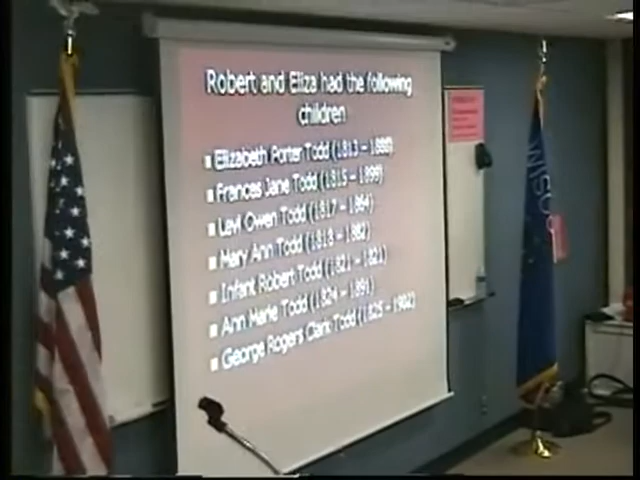 Robert and Eliza had the following
children
Elizabeth Porter Todd (1813 – 1888)
Frances Jane Todd (1815 – 1899)
Levi Owen Todd (1817 – 1864)
Mary Ann Todd (1818 – 1882)
Infant Robert Todd (1821 – 1821)
Ann Marie Todd (1824 – 1891)
George Rogers Clark Todd (1825 – 1902)
WISCO